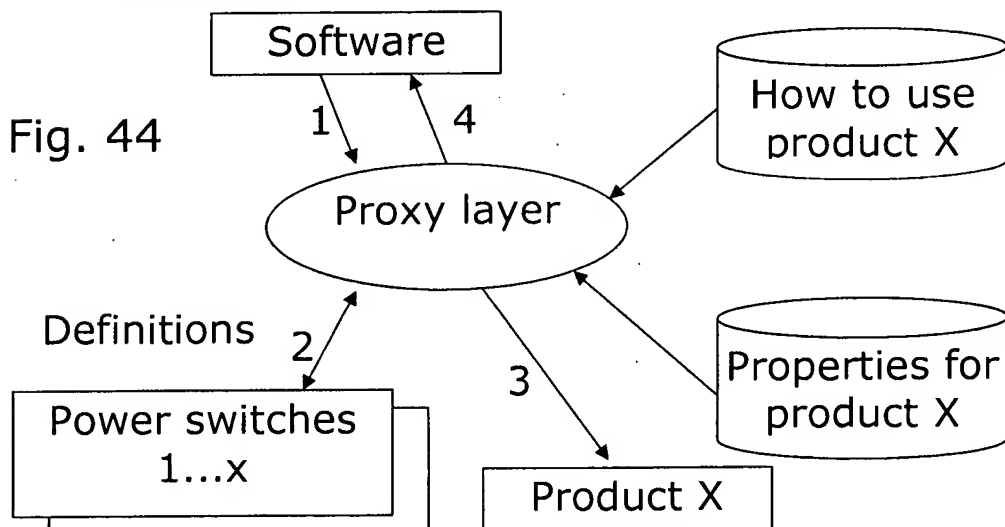 Software
How to use
product X
1
4
Fig. 44
Proxy layer
Definitions
2
3
Properties for
product X
Power switches
1...x
Product X